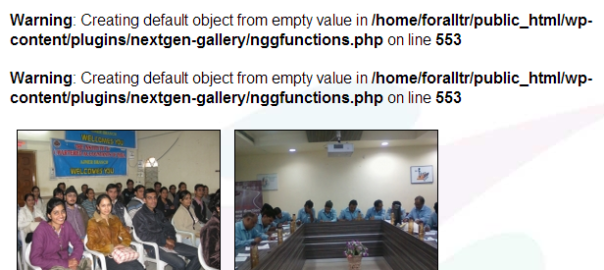 Warning: Creating default object from empty value in /home/foralltr/public_html/wp-
content/plugins/nextgen-gallery/nggfunctions.php on line 553
Warning: Creating default object from empty value in /home/foralltr/public_html/wp-
content/plugins/nextgen-gallery/nggfunctions.php on line 553
WELCOMES YOU
WELCOMES YOU